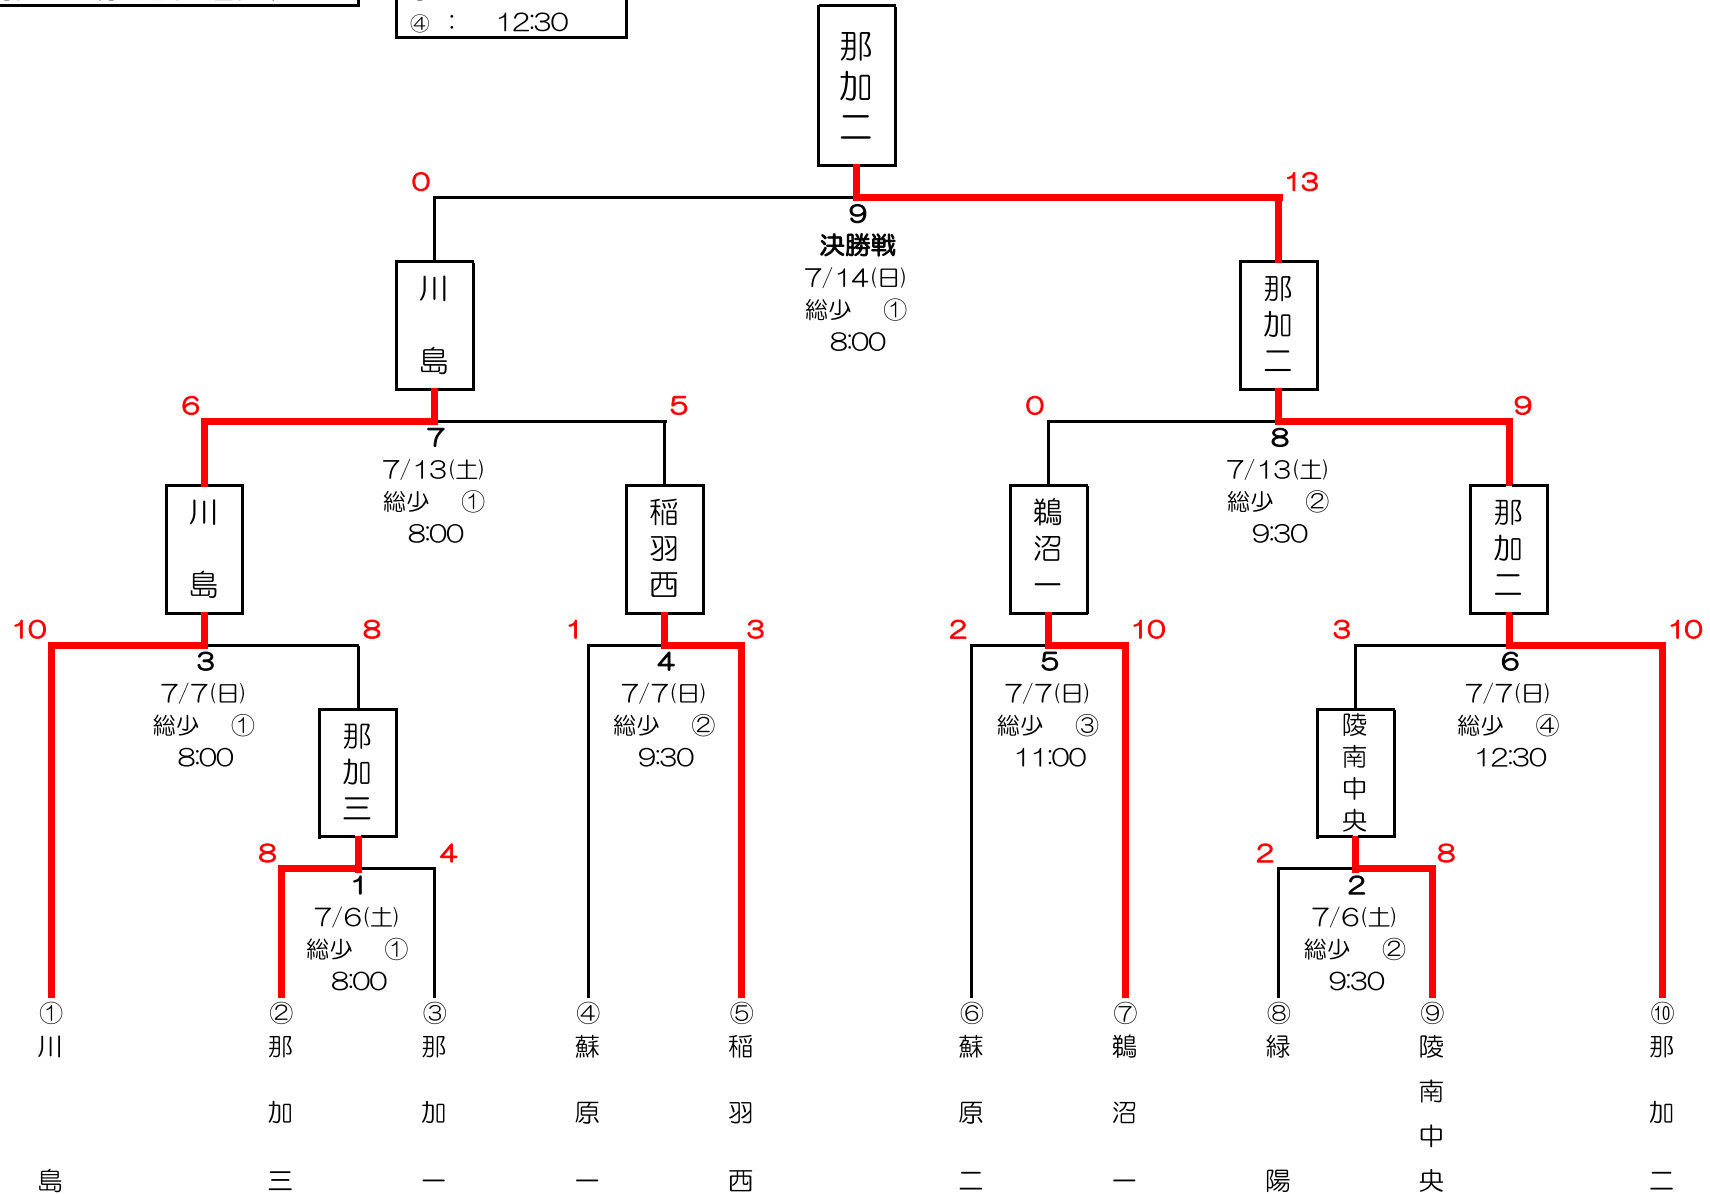 ④ : 12:30
那加二
0
13
9
決勝戦
7/14(日)
総少 ①
8:00
川島
那加二
6
5
0
9
7
7/13(土)
総少 ①
8:00
8
7/13(土)
総少 ②
9:30
川島
稲羽西
鵜沼一
那加二
10
8
1
3
2
10
3
10
3
7/7(日)
総少 ①
8:00
4
7/7(日)
総少 ②
9:30
5
7/7(日)
総少 ③
11:00
6
7/7(日)
総少 ④
12:30
那加三
陵南中央
8
4
2
8
1
7/6(土)
総少 ①
8:00
2
7/6(土)
総少 ②
9:30
①
川島
②
那加三
③
那加一
④
蘇原一
⑤
稲羽西
⑥
蘇原二
⑦
鵜沼一
⑧
緑陽
⑨
陵南中央
⑩
那加二